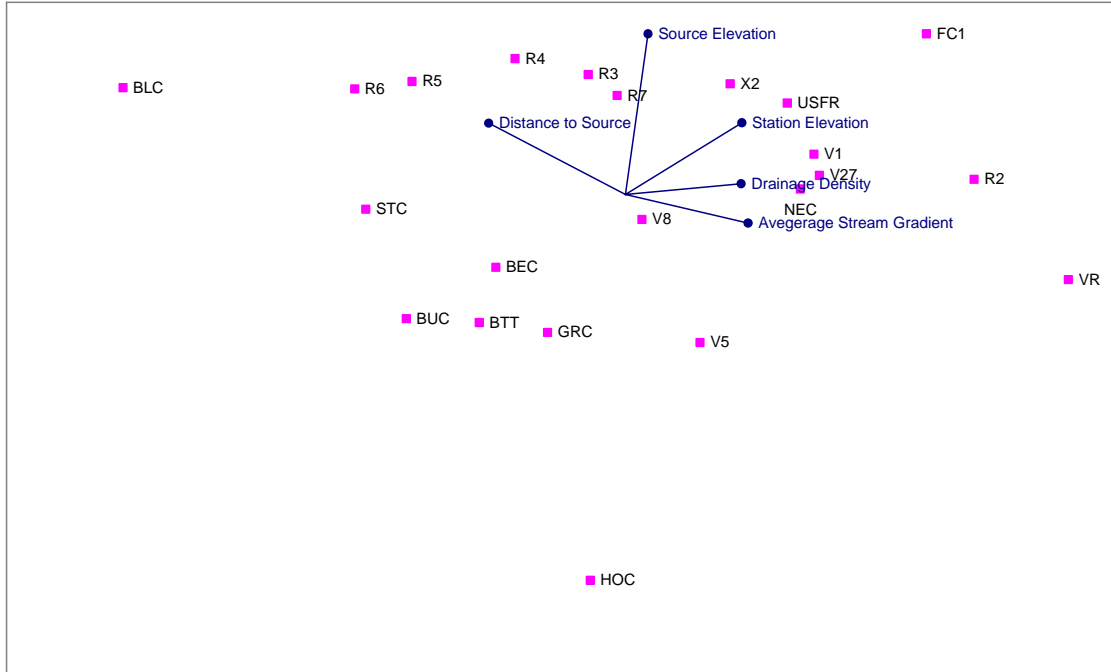 Source Elevation
FC1
R4
R3
BLC
R6
R5
R7
X2
USFR
Distance to Source
Station Elevation
V1
V27
R2
Drainage Density
STC
NEC
V8
Avegerage Stream Gradient
BEC
VR
BUC
BTT
GRC
V5
HOC